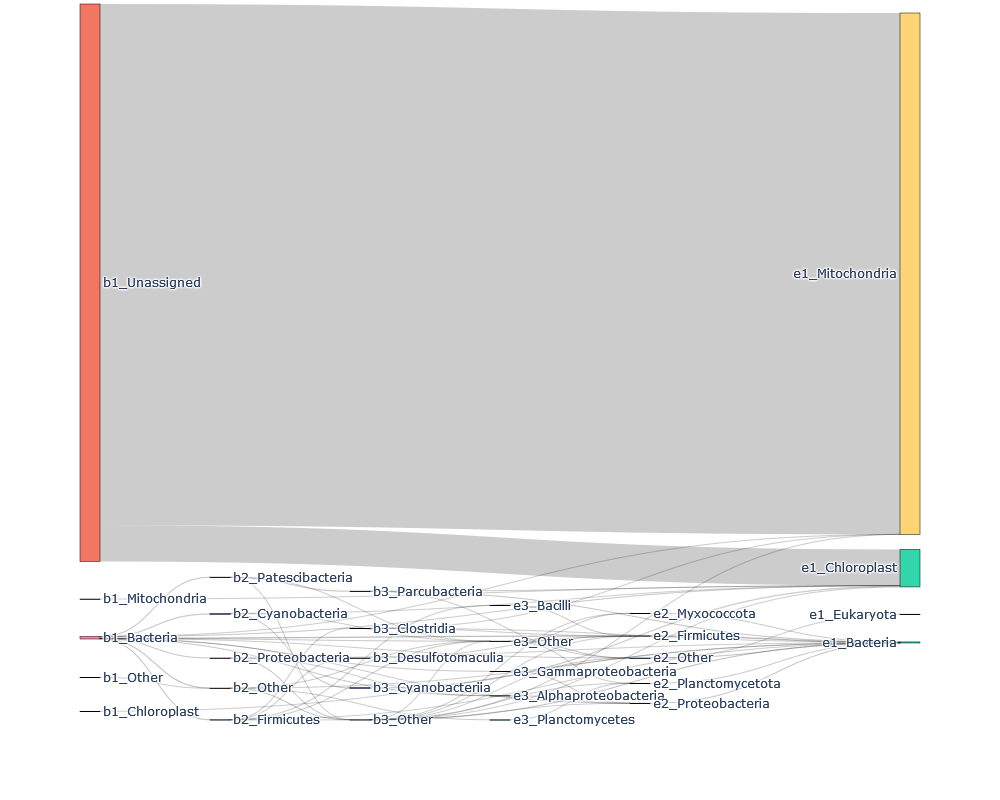 b1_Unassigned
e1_Mitochondria
e1_Chloroplast
b2_Patescibacteria
b3_Parcubacteria
b1_Mitochondria
e3_Bacilli
b2_Cyanobacteria
e2_Myxococcota
e1_Eukaryota
b3_Clostridia
b1_Bacteria
e3_Other
e2_Firmicutes
e1_Bacteria
b2_Proteobacteria
b3_Desulfotomaculia
e2_Other
e3_Gammaproteobacteria
b1_Other
b2_Other
b3_Cyanobacteriia
e3_Alphaproteobacteria
e2_Planctomycetota
e2_Proteobacteria
b1_Chloroplast
b2_Firmicutes
b3_Other
e3_Planctomycetes